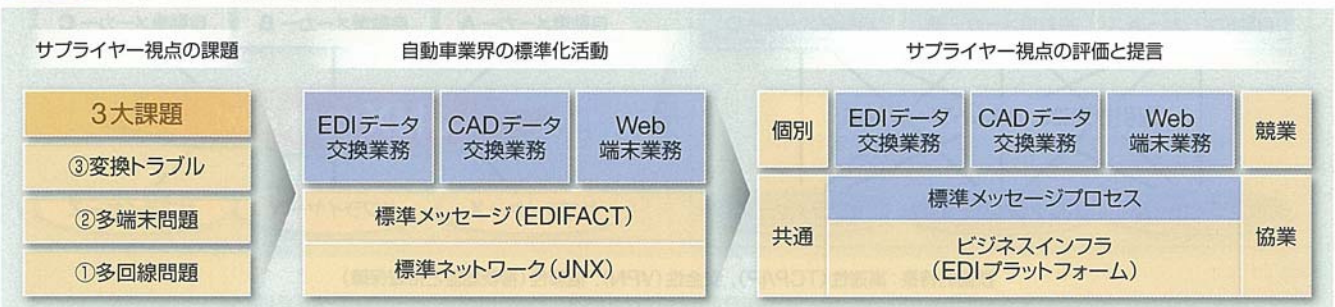 サプライヤー視点の課題
３大課題
③変換トラブル
②多端末問題
①多回線問題
自動車業界の標準化活動
EDIデータ
交換業務
CADデータ
交換業務
Web
端末業務
標準メッセージ（EDIFACT）
標準ネットワーク（JNX）
サプライヤー視点の評価と提言
個別
EDIデータ
交換業務
CADデータ
交換業務
Web
端末業務
競業
共通
標準メッセージプロセス
ビジネスインフラ
（EDIプラットフォーム）
協業